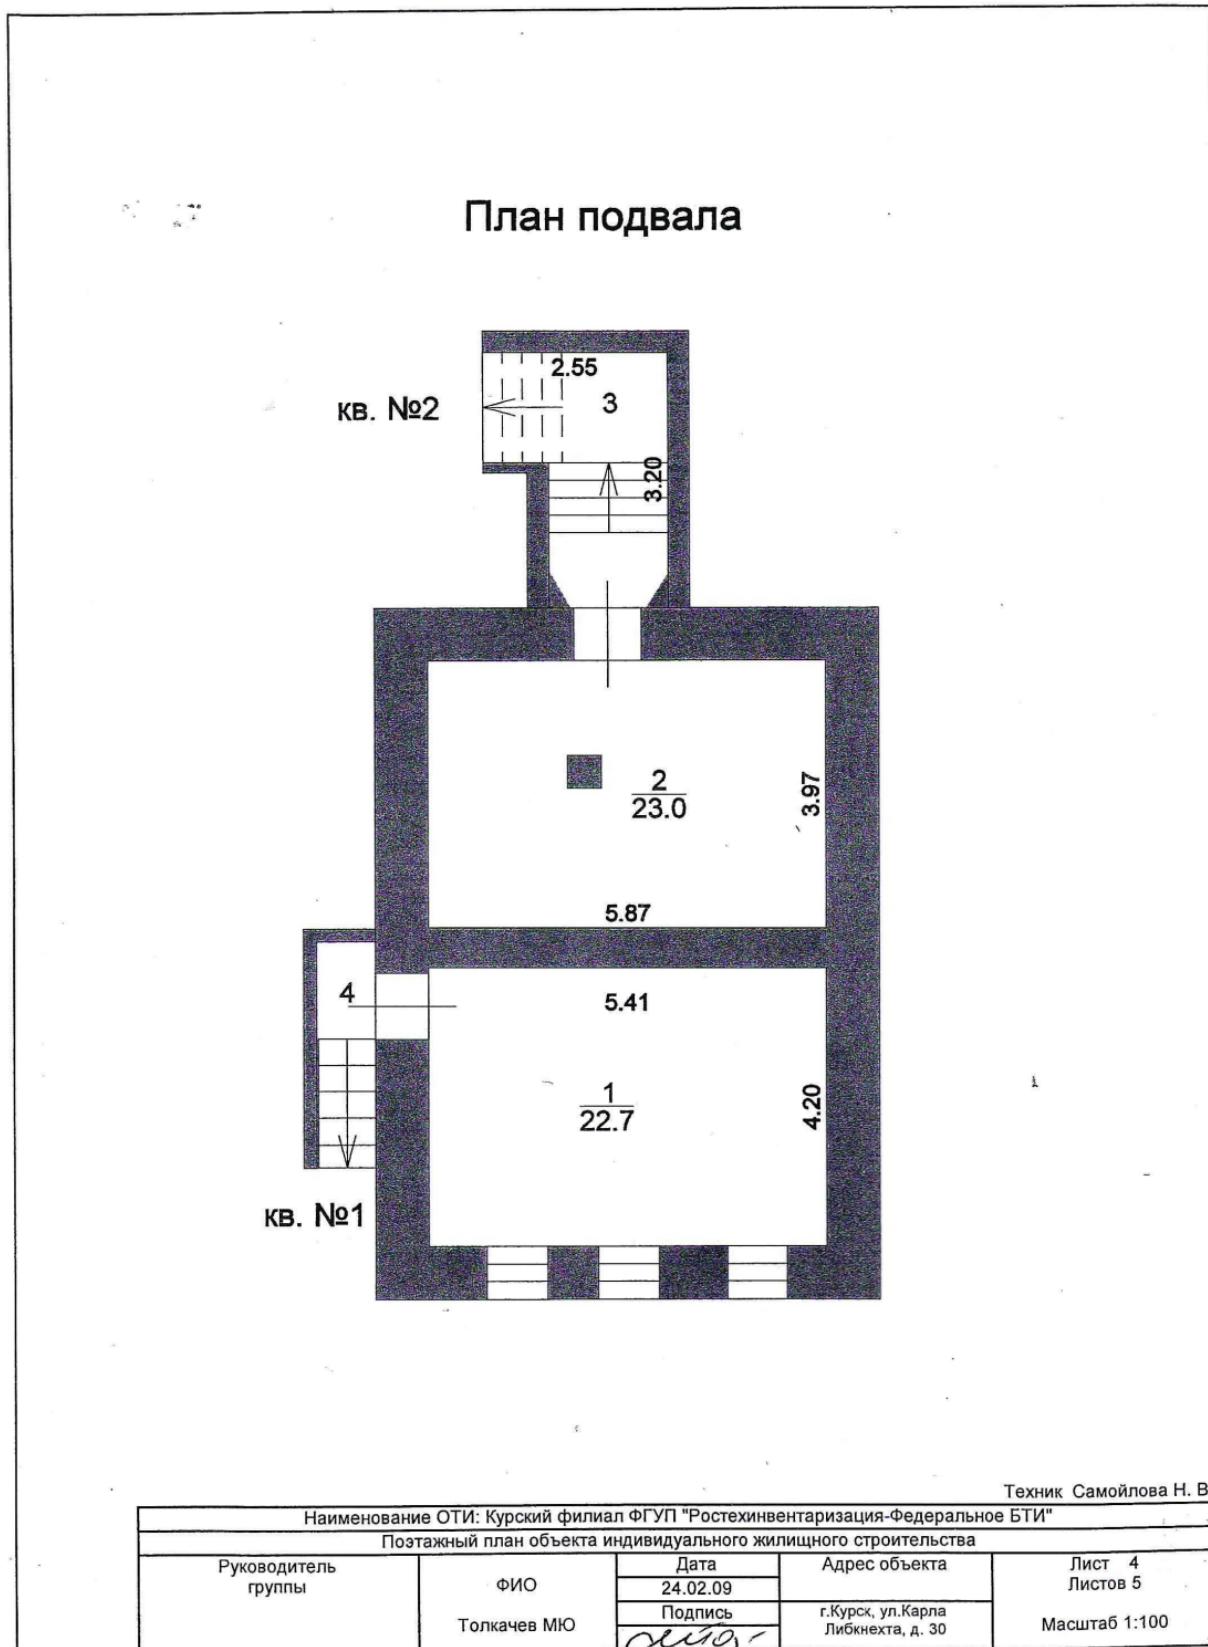 План подвала
2.55
кв. №2
3
3.20
2
23.0
3.97
5.87
4
5.41
1
22.7
4.20
кв. №1
Техник Самойлова Н. В
Наименование ОТИ: Курский филиал ФГУП "Ростехинвентаризация-Федеральное БТИ"
Поэтажный план объекта индивидуального жилищного строительства
Руководитель
группы
ФИО
Толкачев МЮ
Дата
24.02.09
Подпись
Адрес объекта
г.Курск, ул.Карла
Либкнехта, д. 30
Лист 4
Листов 5
Масштаб 1:100